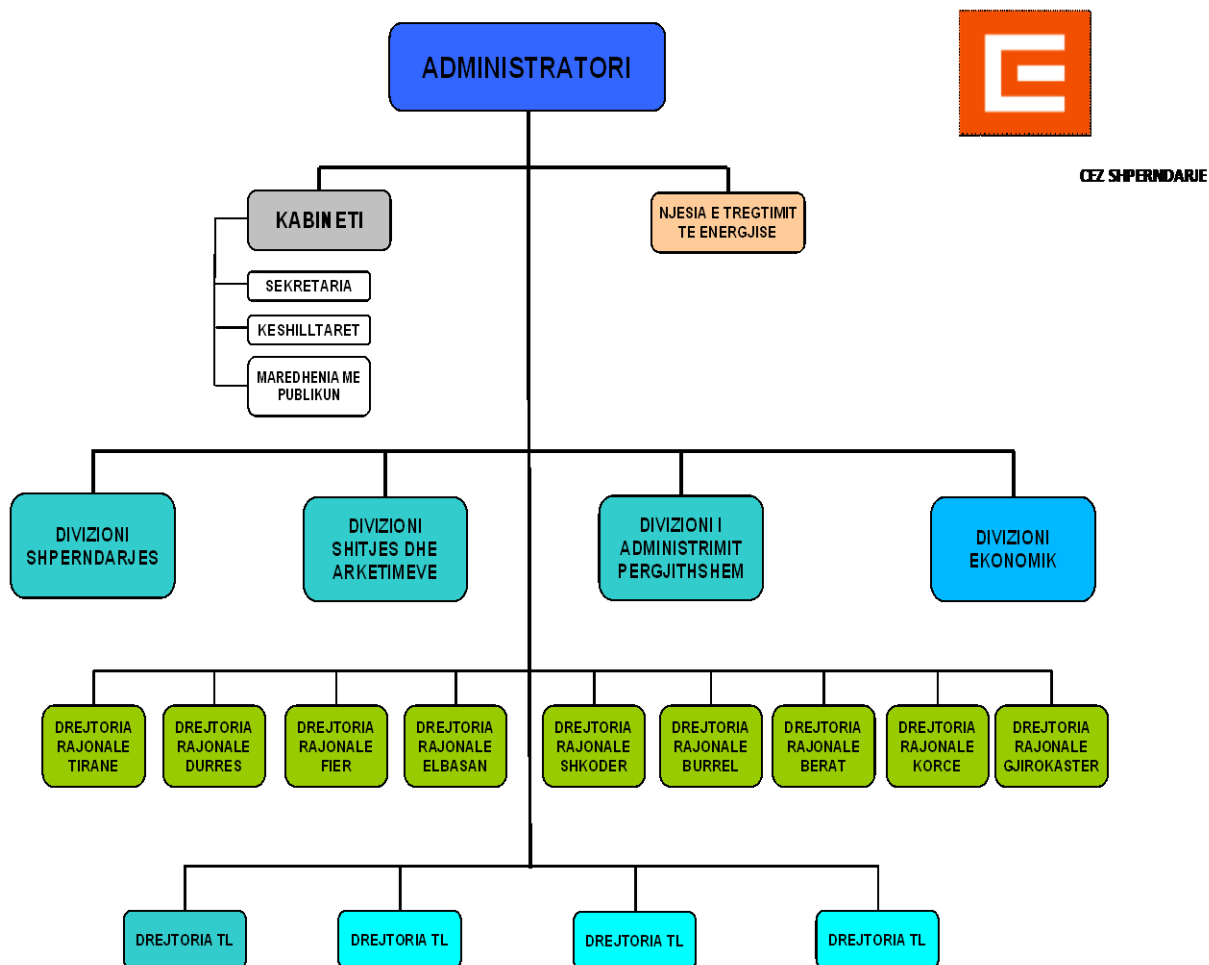 ADMINISTRATORI
CEZ SHPERNDARJE
KABINETI
NJESIA E TREGTIMIT
TE ENERGJISE
SEKRETARIA
KESHILLTARET
MAREDHENIA ME
PUBLIKUN
DIVIZIONI
SHPERNDARJES
DIVIZIONI
SHITJES DHE
ARKETIMEVE
DIVIZIONI I
ADMINISTRIMIT
PERGJITHSHEM
DIVIZIONI
EKONOMIK
DREJTORIA
RAJONALE
TIRANE
DREJTORIA
RAJONALE
DURRES
DREJTORIA
RAJONALE
FIER
DREJTORIA
RAJONALE
ELBASAN
DREJTORIA
RAJONALE
SHKODER
DREJTORIA
RAJONALE
BURREL
DREJTORIA
RAJONALE
BERAT
DREJTORIA
RAJONALE
KORCE
DREJTORIA
RAJONALE
GJIROKASTER
DREJTORIA TL
DREJTORIA TL
DREJTORIA TL
DREJTORIA TL